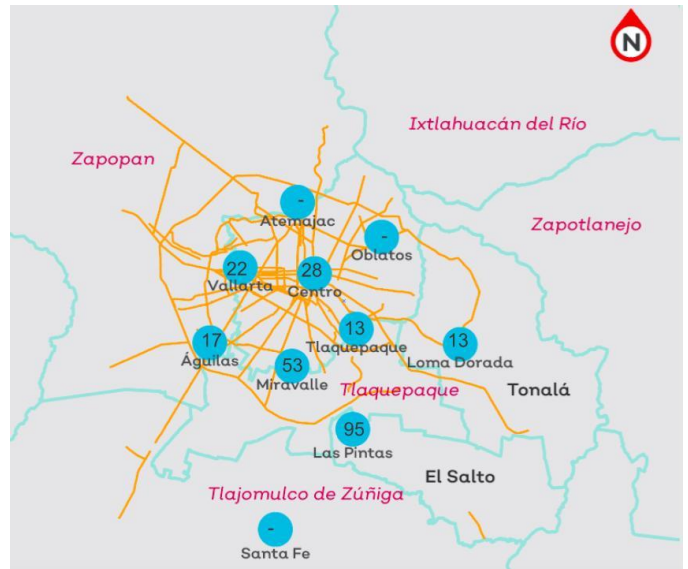 N
Ixtlahuacán del Río
Zapopan
-
Atemajac
Zapotlanejo
-
Oblatos
22
Vallarta
28
Centro
13
Tlaquepaque
17
Águilas
13
Loma Dorada
53
Miravalle
Tlaquepaque
Tonalá
95
Las Pintas
El Salto
Tlajomulco de Zúñiga
-
Santa Fe